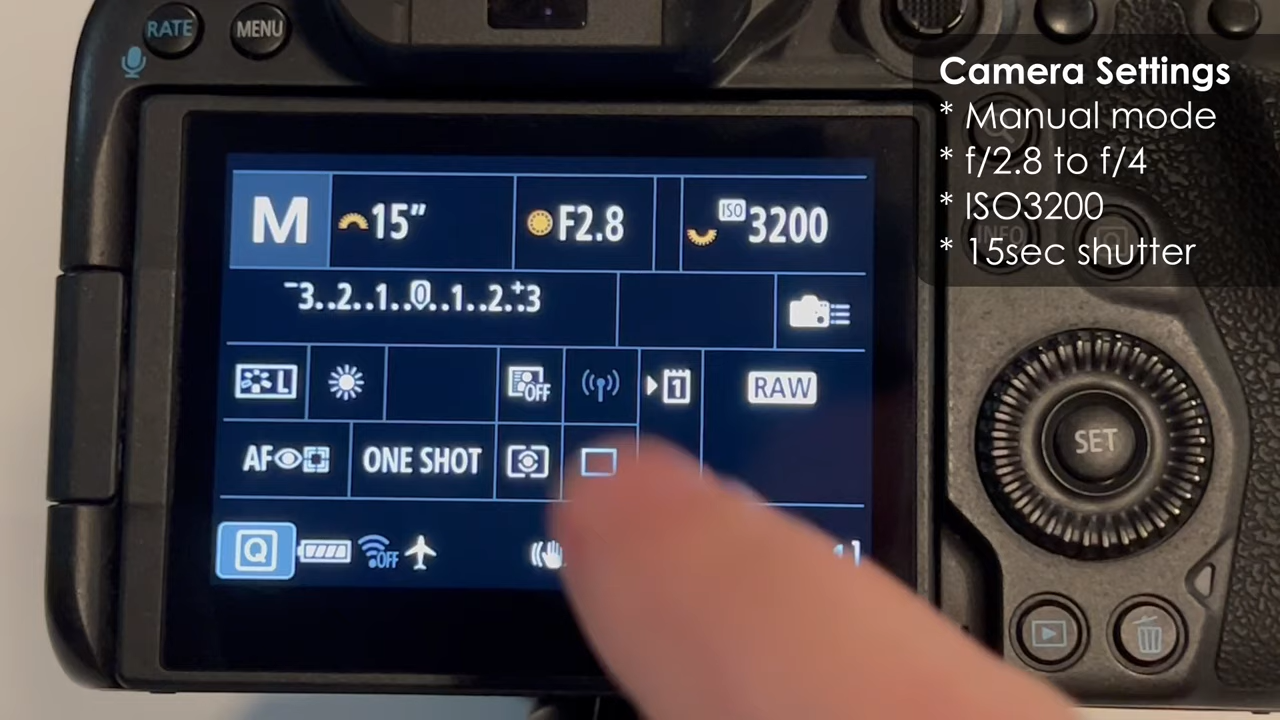 RATE
MENU
Camera Settings
* Manual mode
* f/2.8 to f/4
* ISO3200
* 15sec shutter
M 15” F2.8 ISO 3200
-3..2..1..0..1..2.+3
L OFF 1 RAW
AF ONE SHOT
Q OFF
INFO
SET